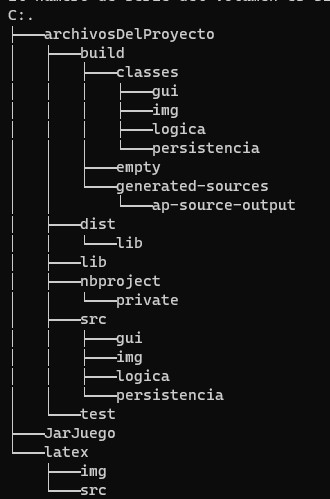 C:.
├───archivosDelProyecto
│   ├───build
│   │   ├───classes
│   │   │   ├───gui
│   │   │   ├───img
│   │   │   ├───logica
│   │   │   └───persistencia
│   │   ├───empty
│   │   └───generated-sources
│   │       └───ap-source-output
│   ├───dist
│   │   └───lib
│   ├───lib
│   ├───nbproject
│   │   └───private
│   ├───src
│   │   ├───gui
│   │   ├───img
│   │   ├───logica
│   │   └───persistencia
│   └───test
├───JarJuego
└───latex
    ├───img
    └───src